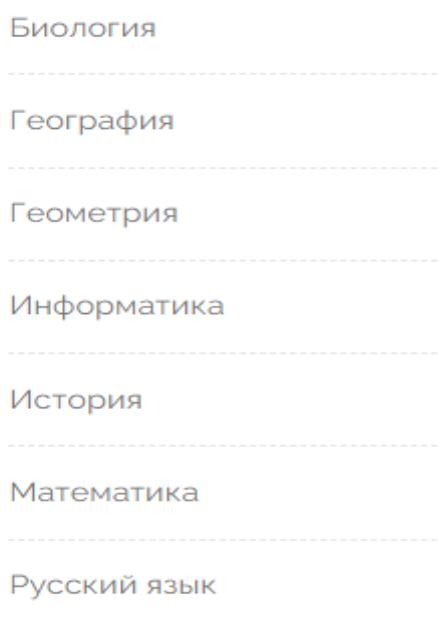 Биология
География
Геометрия
Информатика
История
Математика
Русский язык